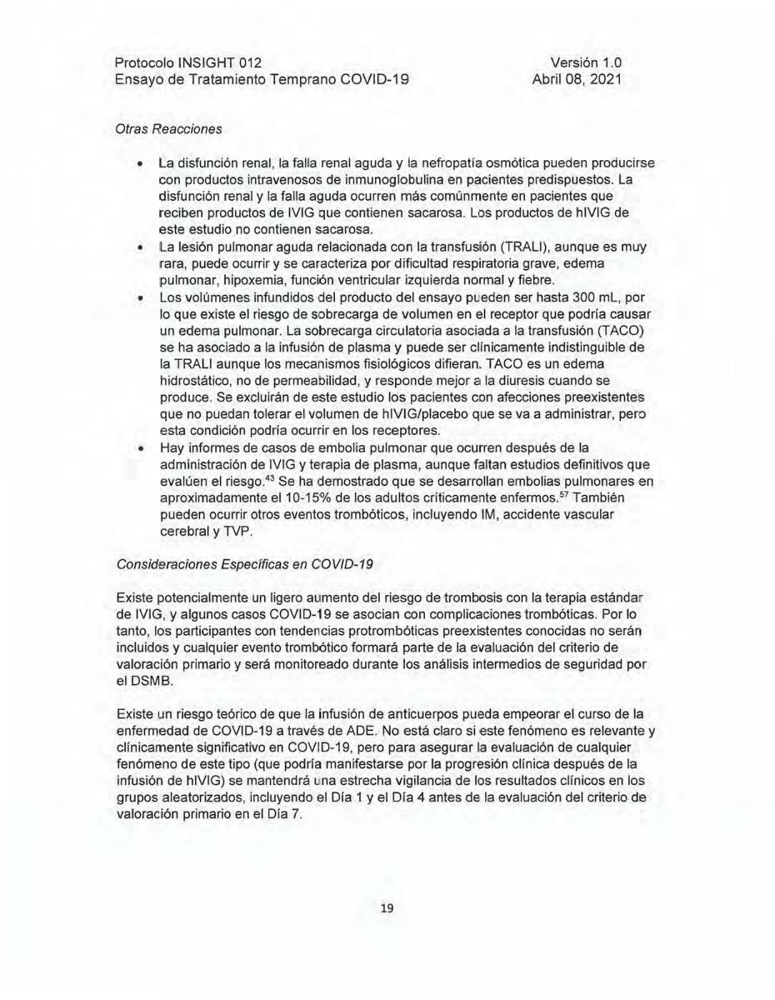 Protocolo INSIGHT 012
Versión 1.0
Ensayo de Tratamiento Temprano COVID-19
Abril 08, 2021
Otras Reacciones
• La disfunción renal, la falla renal aguda y la nefropatía osmótica pueden producirse
con productos intravenosos de inmunoglobulina en pacientes predispuestos. La
disfunción renal y la falla aguda ocurren más comúnmente en pacientes que
reciben productos de IVIG que contienen sacarosa. Los productos de hIVIG de
este estudio no contienen sacarosa.
• La lesión pulmonar aguda relacionada con la transfusión (TRALI), aunque es muy
rara, puede ocurrir y se caracteriza por dificultad respiratoria grave, edema
pulmonar, hipoxemia, función ventricular izquierda normal y fiebre.
• Los volúmenes infundidos del producto del ensayo pueden ser hasta 300 mL, por
lo que existe el riesgo de sobrecarga de volumen en el receptor que podría causar
un edema pulmonar. La sobrecarga circulatoria asociada a la transfusión (TACO)
se ha asociado a la infusión de plasma y puede ser clínicamente indistinguible de
la TRALI aunque los mecanismos fisiológicos difieran. TACO es un edema
hidrostático, no de permeabilidad, y responde mejor a la diuresis cuando se
produce. Se excluirán de este estudio los pacientes con afecciones preexistentes
que no puedan tolerar el volumen de hIVIG/placebo que se va a administrar, pero
esta condición podría ocurrir en los receptores.
• Hay informes de casos de embolia pulmonar que ocurren después de la
administración de IVIG y terapia de plasma, aunque faltan estudios definitivos que
evalúen el riesgo.43 Se ha demostrado que se desarrollan embolias pulmonares en
aproximadamente el 10-15% de los adultos críticamente enfermos.57 También
pueden ocurrir otros eventos trombóticos, incluyendo IM, accidente vascular
cerebral y TVP.
Consideraciones Específicas en COVID-19
Existe potencialmente un ligero aumento del riesgo de trombosis con la terapia estándar
de IVIG, y algunos casos COVID-19 se asocian con complicaciones trombóticas. Por lo
tanto, los participantes con tendencias protrombóticas preexistentes conocidas no serán
incluidos y cualquier evento trombótico formará parte de la evaluación del criterio de
valoración primario y será monitoreado durante los análisis intermedios de seguridad por
el DSMB.
Existe un riesgo teórico de que la infusión de anticuerpos pueda empeorar el curso de la
enfermedad de COVID-19 a través de ADE. No está claro si este fenómeno es relevante y
clínicamente significativo en COVID-19, pero para asegurar la evaluación de cualquier
fenómeno de este tipo (que podría manifestarse por la progresión clínica después de la
infusión de hIVIG) se mantendrá una estrecha vigilancia de los resultados clínicos en los
grupos aleatorizados, incluyendo el Día 1 y el Día 4 antes de la evaluación del criterio de
valoración primario en el Día 7.
19